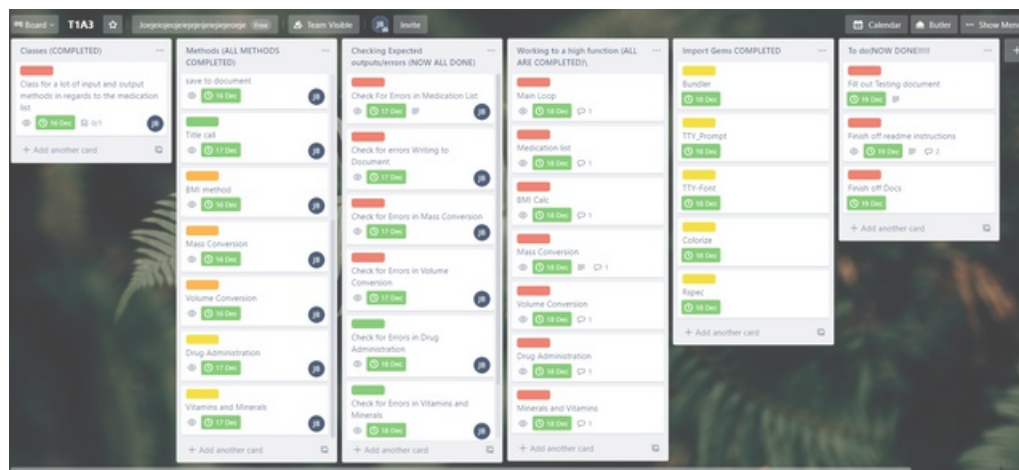 Board
T1A3
Free
Team Visible
JB
Invite
Calendar
Butler
Show Menu
Classes (COMPLETED)
Class for a lot of input and output
methods in regards to the medication
list
16 Dec
0/1
JB
+ Add another card
Methods (ALL METHODS
COMPLETED)
save to document
16 Dec
JB
Title call
17 Dec
JB
BMI method
16 Dec
JB
Mass Conversion
16 Dec
JB
Volume Conversion
16 Dec
JB
Drug Administration
17 Dec
JB
Vitamins and Minerals
17 Dec
JB
+ Add another card
Checking Expected
outputs/errors (NOW ALL DONE)
Check For Errors in Medication List
17 Dec
JB
Check for errors Writing to
Document
17 Dec
JB
Check for Errors in Mass Conversion
17 Dec
JB
Check for Errors in Volume
Conversion
17 Dec
JB
Check for Errors in Drug
Administration
18 Dec
JB
Check for Errors in Vitamins and
Minerals
18 Dec
JB
+ Add another card
Working to a high function (ALL
ARE COMPLETED)\
Main Loop
18 Dec
1
Medication list
18 Dec
1
BMI Calc
18 Dec
1
Mass Conversion
18 Dec
1
Volume Conversion
18 Dec
1
Drug Administration
18 Dec
1
Minerals and Vitamins
18 Dec
1
+ Add another card
Import Gems COMPLETED
Bundler
TTY_Prompt
TTY-Font
Colorize
Rspec
+ Add another card
To do(NOW DONE!!!!!
Fill out Testing document
19 Dec
Finish off readme instructions
19 Dec
2
Finish off Docs
19 Dec
+ Add another card